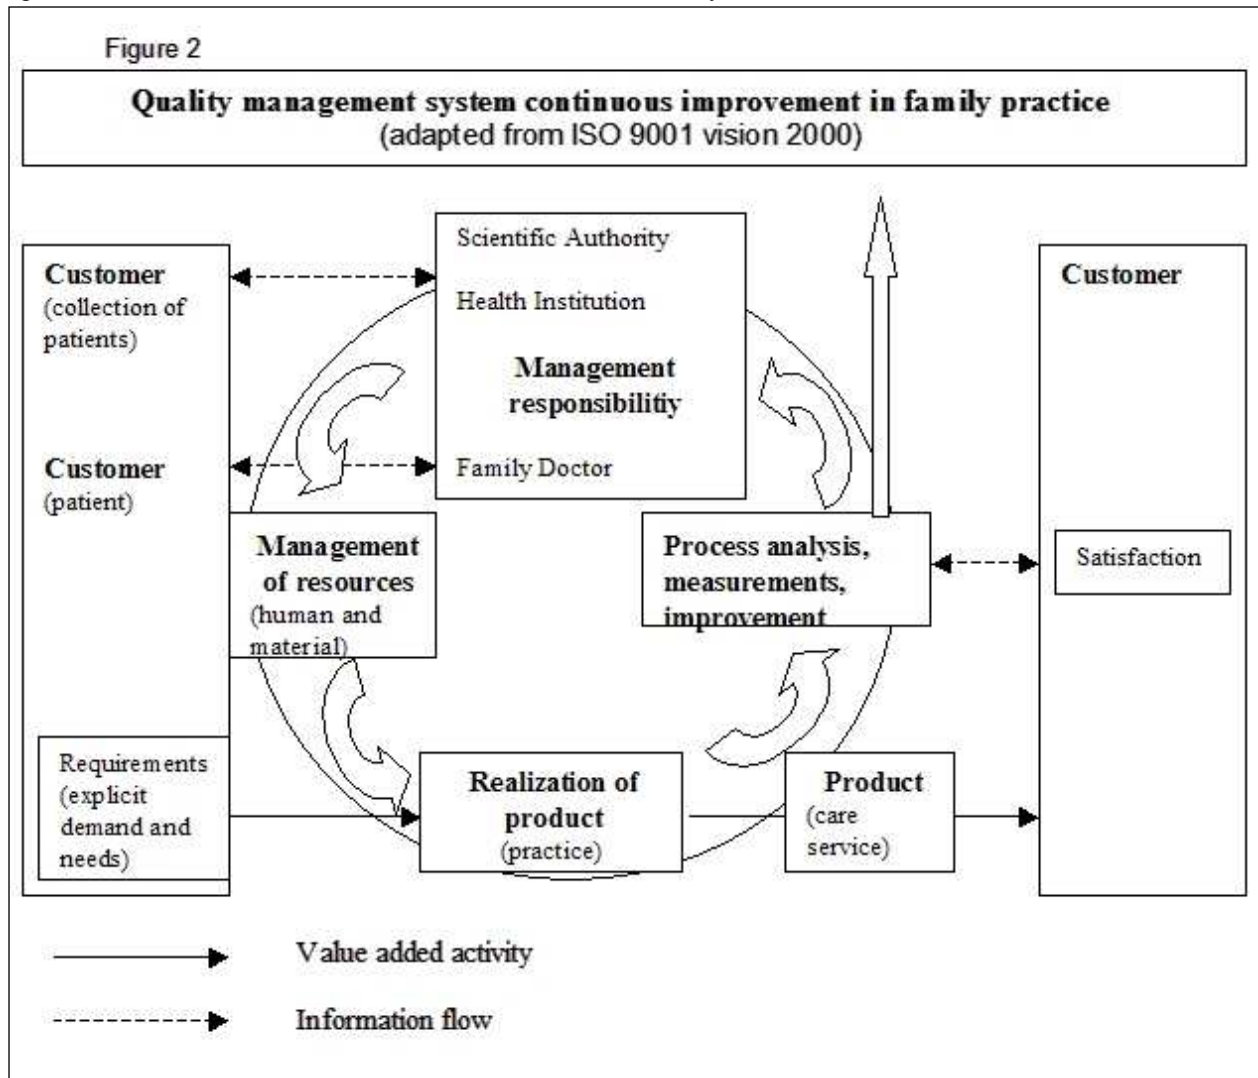 Figure 2
Quality management system continuous improvement in family practice
(adapted from ISO 9001 vision 2000)
Customer
(collection of
patients)
Customer
(patient)
Scientific Authority
Health Institution
Management
responsibilitiy
Family Doctor
Customer
Management
of resources
(human and
material)
Process analysis,
measurements,
improvement
Satisfaction
Requirements
(explicit
demand and
needs)
Realization of
product
(practice)
Product
(care
service)
Value added activity
Information flow